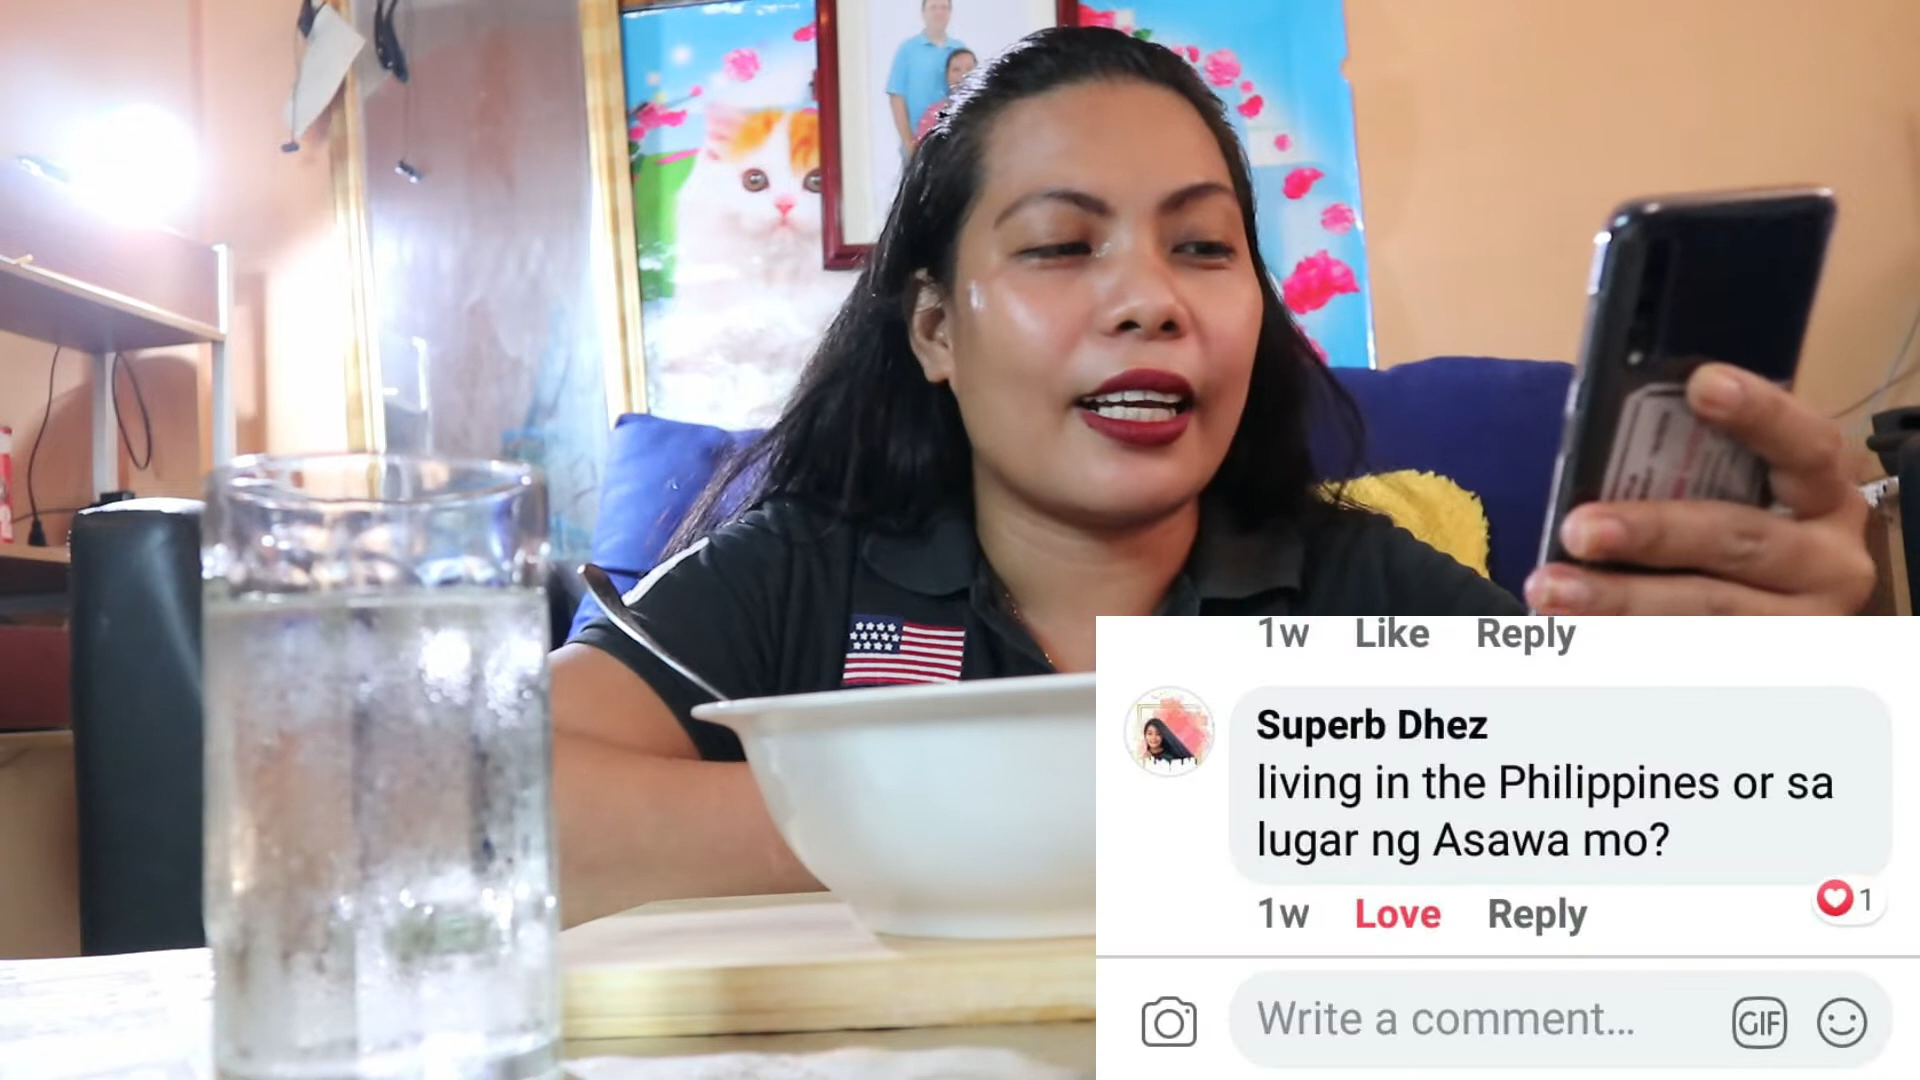 1w Like Reply
Superb Dhez
living in the Philippines or sa
lugar ng Asawa mo?
1
1w Love Reply
Write a comment...
GIF